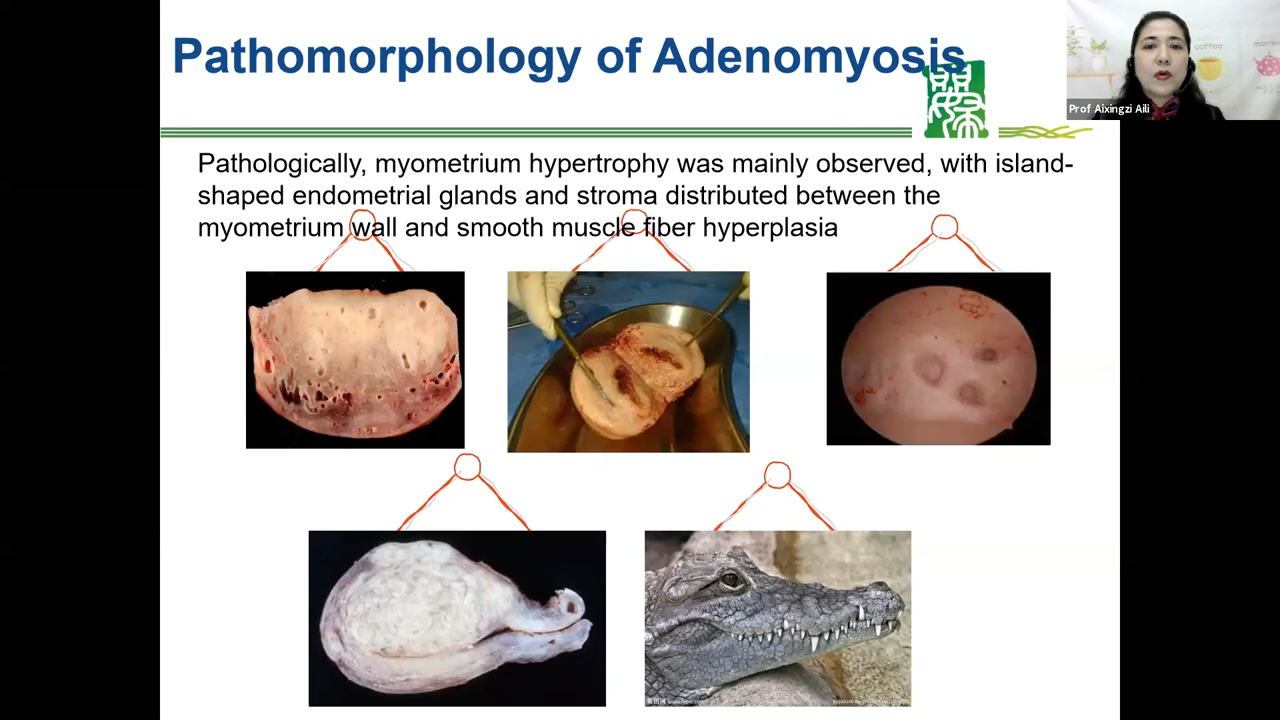 Pathomorphology of Adenomyosis
coffee
Prof Aixingzi Aili
Pathologically, myometrium hypertrophy was mainly observed, with island-
shaped endometrial glands and stroma distributed between the
myometrium wall and smooth muscle fiber hyperplasia